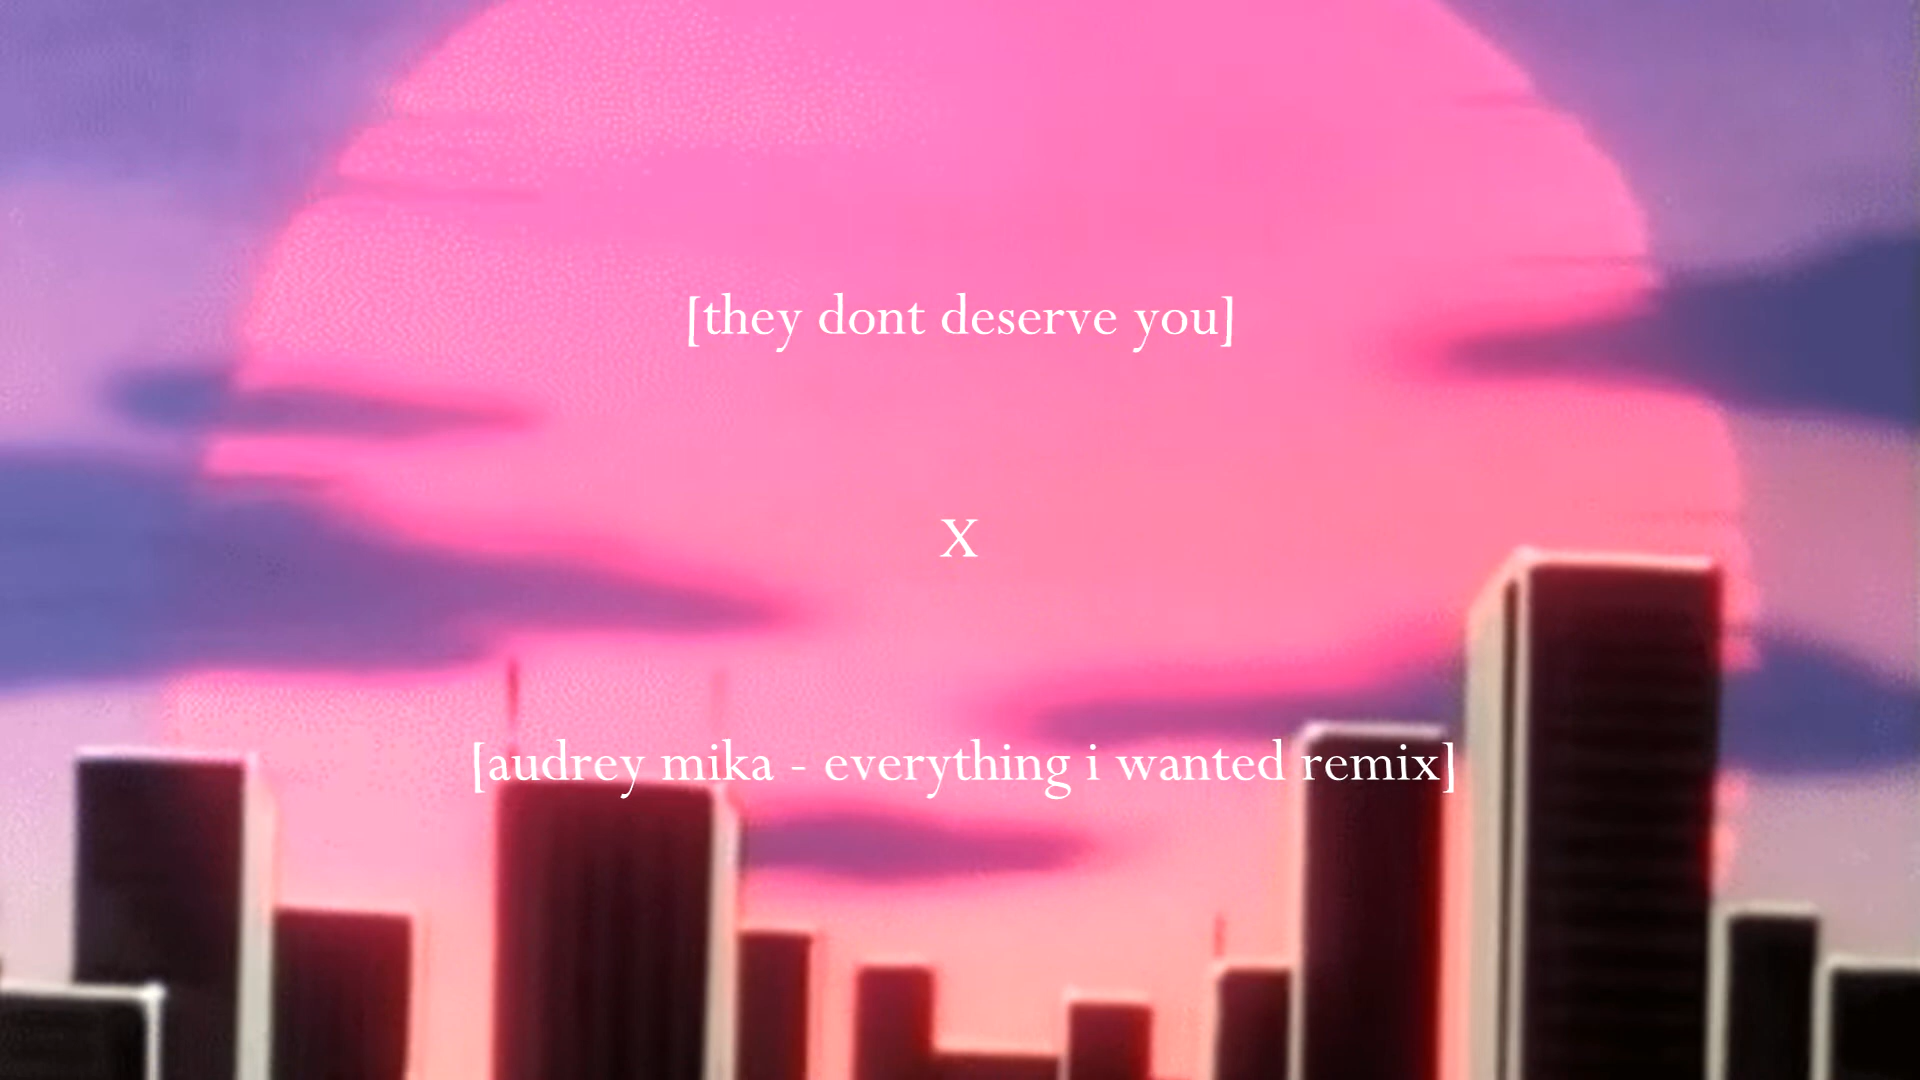 [they dont deserve you]
X
[audrey mika - everything i wanted remix]